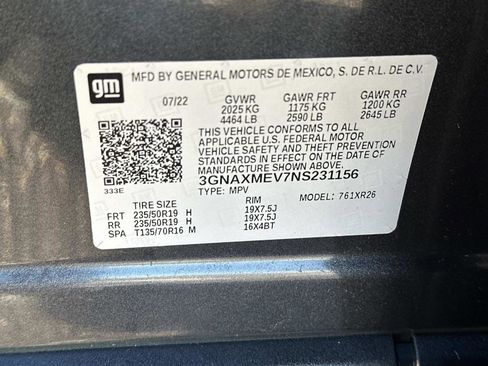 gm
MFD BY GENERAL MOTORS DE MEXICO, S. DE R.L. DE C.V.
07/22 GVWR GAWR FRT GAWR RR
2025 KG 1175 KG 1200 KG
4464 LB 2590 LB 2645 LB
THIS VEHICLE CONFORMS TO ALL
APPLICABLE U.S. FEDERAL MOTOR
VEHICLE SAFETY AND THEFT PREVENTION
STANDARDS IN EFFECT ON THE DATE OF
MANUFACTURE SHOWN ABOVE.
333E 3GNAXMEV7NS231156
TYPE: MPV MODEL: 761XR26
TIRE SIZE RIM
FRT 235/50R19 H 19X7.5J
RR 235/50R19 H 19X7.5J
SPA T135/70R16 M 16X4BT